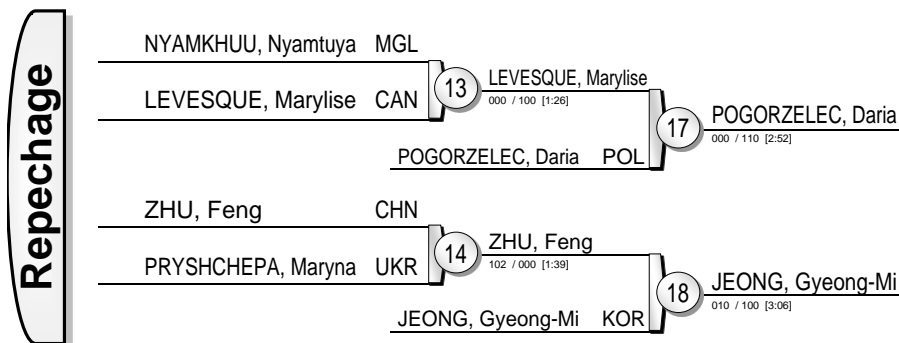 Repechage
NYAMKHUU, Nyamtuya MGL
LEVESQUE, Marylise CAN
13
LEVESQUE, Marylise
000 / 100 [1:26]
POGORZELEC, Daria POL
17
POGORZELEC, Daria
000 / 110 [2:52]
ZHU, Feng CHN
PRYSHCHEPA, Maryna UKR
14
ZHU, Feng
102 / 000 [1:39]
JEONG, Gyeong-Mi KOR
18
JEONG, Gyeong-Mi
010 / 100 [3:06]